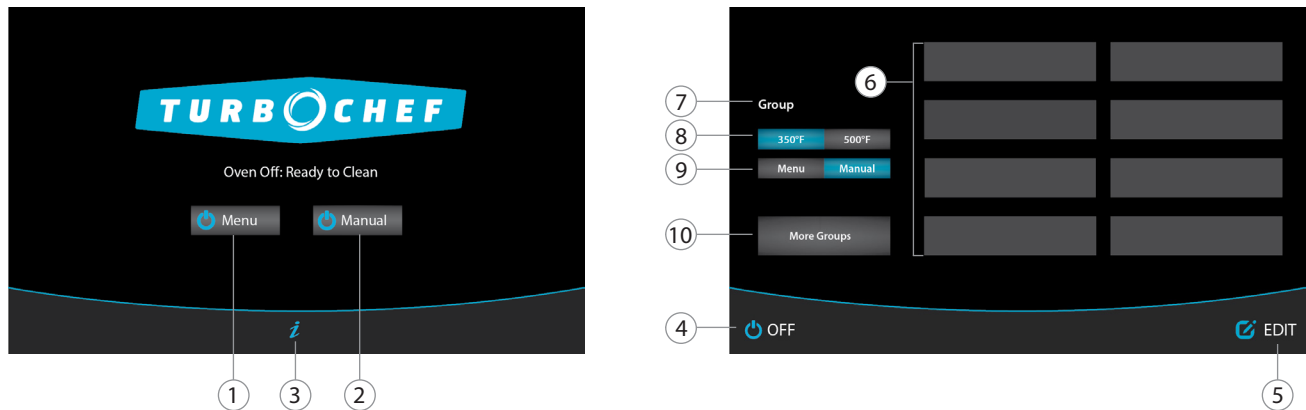 TURBOCHEF
Oven Off: Ready to Clean
Menu
Manual
i
1
3
2
6
7
Group
8
350°F
500°F
9
Menu
Manual
10
More Groups
4
OFF
EDIT
5